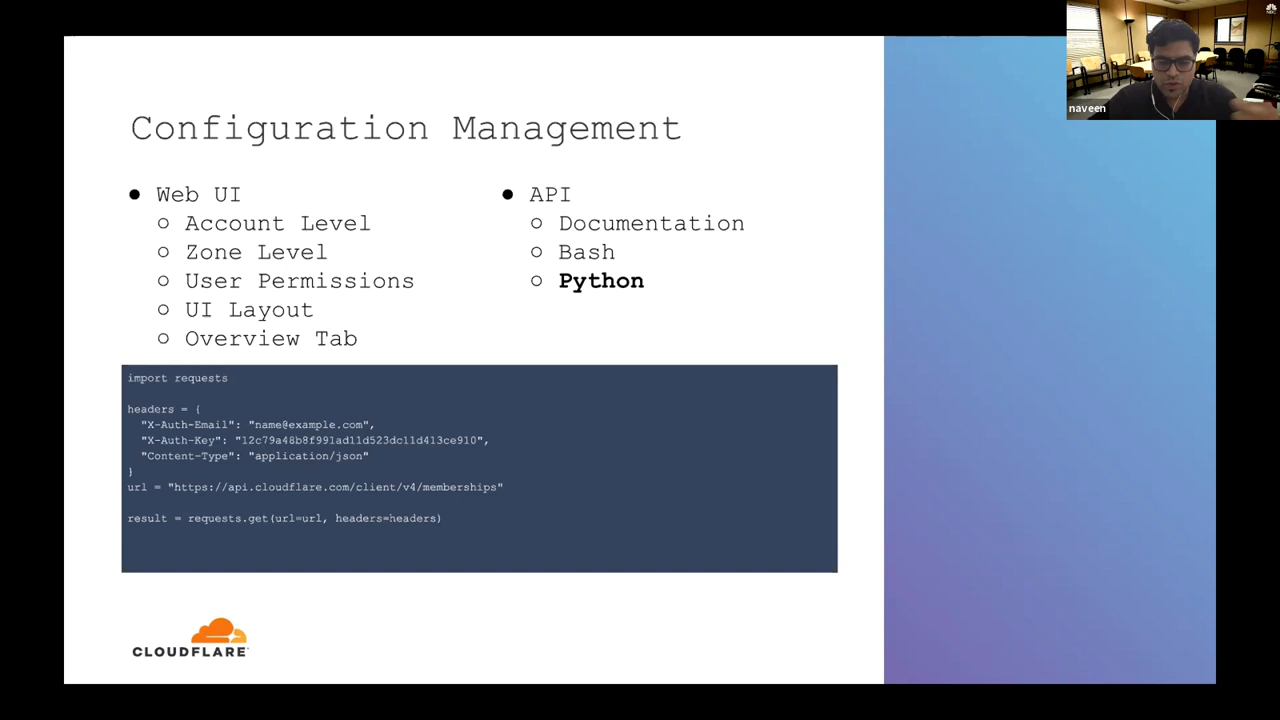 Configuration Management
● Web UI
○ Account Level
○ Zone Level
○ User Permissions
○ UI Layout
○ Overview Tab
● API
○ Documentation
○ Bash
○ Python
import requests
headers = {
"X-Auth-Email": "name@example.com",
"X-Auth-Key": "12c79a48b8f991ad11d523dc11d413ce910",
"Content-Type": "application/json"
}
url = "https://api.cloudflare.com/client/v4/memberships"
result = requests.get(url=url, headers=headers)
CLOUDFLARE
naveen